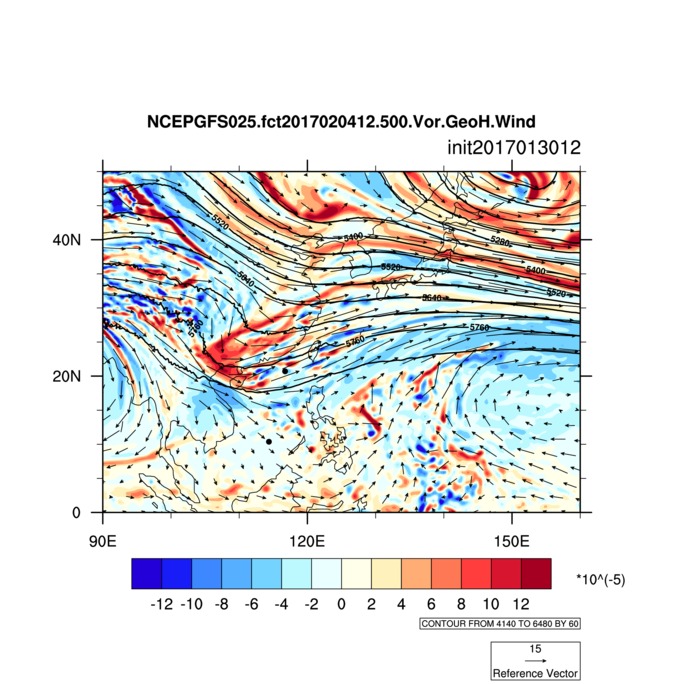 NCEPGFS025.fct2017020412.500.Vor.GeoH.Wind
init2017013012
5520
5400
5280
40N
5640
5520
5400
5520
5640
5760
5760
5760
20N
0
90E
120E
150E
-12 -10 -8 -6 -4 -2 0 2 4 6 8 10 12
*10^(-5)
CONTOUR FROM 4140 TO 6480 BY 60
15
Reference Vector